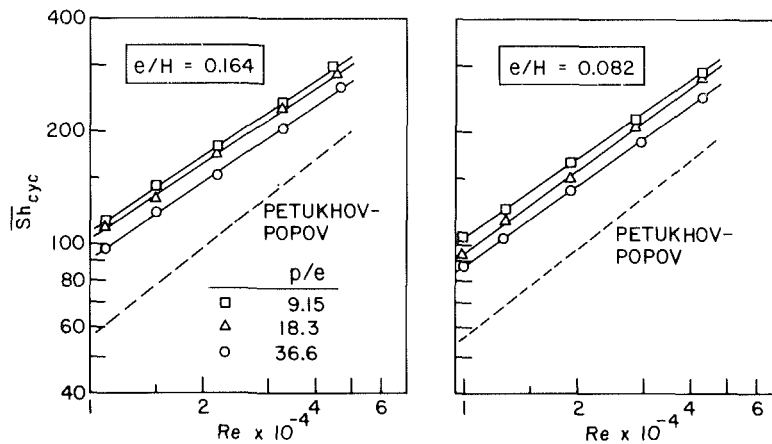 400
200
100
80
60
40
S̅h̅cyc
e/H = 0.164
PETUKHOV-
POPOV
p/e
□ 9.15
△ 18.3
○ 36.6
1 2 4 6
Re x 10⁻⁴
e/H = 0.082
PETUKHOV-
POPOV
1 2 4 6
Re x 10⁻⁴